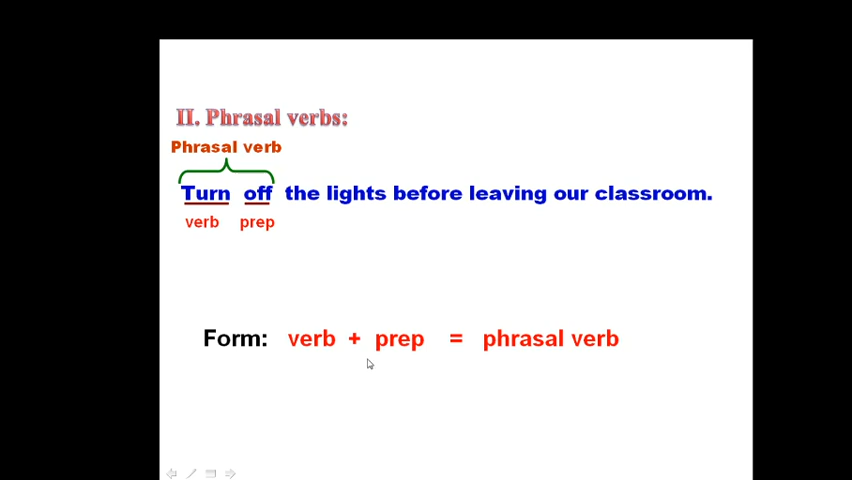 II. Phrasal verbs:
Phrasal verb
Turn off the lights before leaving our classroom.
verb prep
Form: verb + prep = phrasal verb